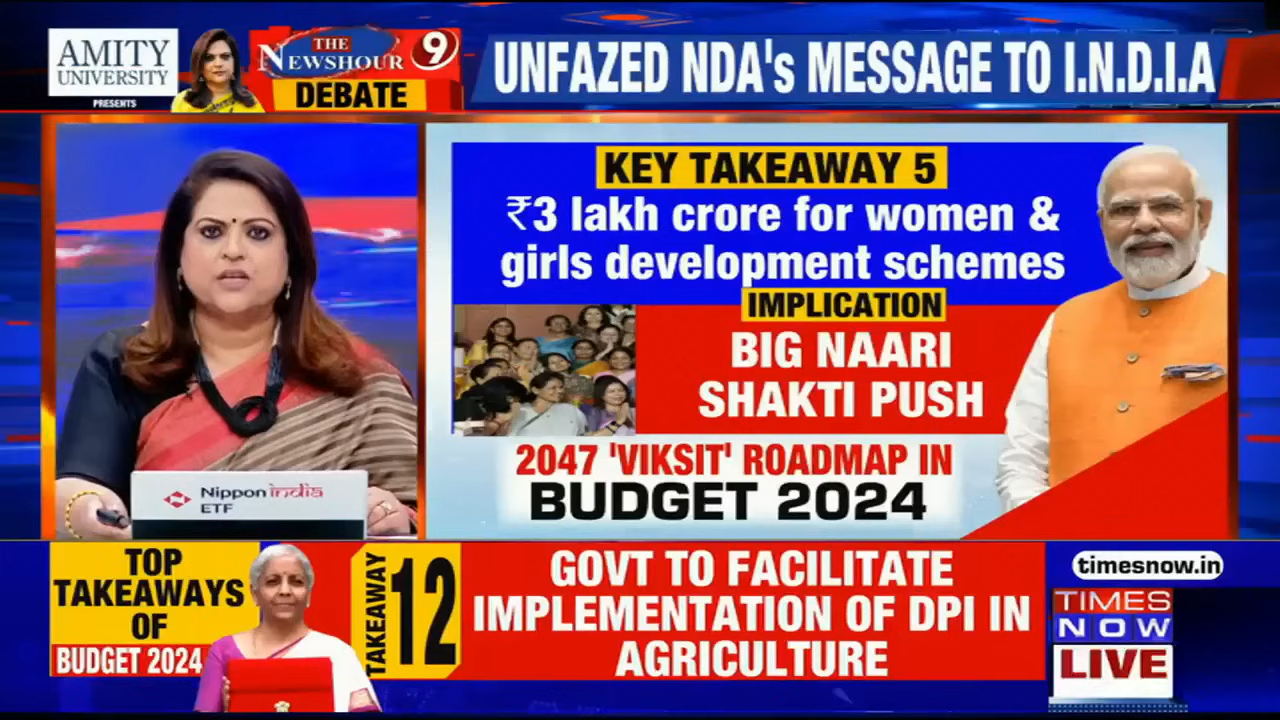 AMITY
UNIVERSITY
PRESENTS
THE
NEWSHOUR 9
DEBATE
UNFAZED NDA's MESSAGE TO I.N.D.I.A
KEY TAKEAWAY 5
₹3 lakh crore for women &
girls development schemes
IMPLICATION
BIG NAARI
SHAKTI PUSH
2047 'VIKSIT' ROADMAP IN
BUDGET 2024
Nippon india
ETF
TOP
TAKEAWAYS
OF
BUDGET 2024
TAKEAWAY
12
GOVT TO FACILITATE
IMPLEMENTATION OF DPI IN
AGRICULTURE
timesnow.in
TIMES
NOW
LIVE